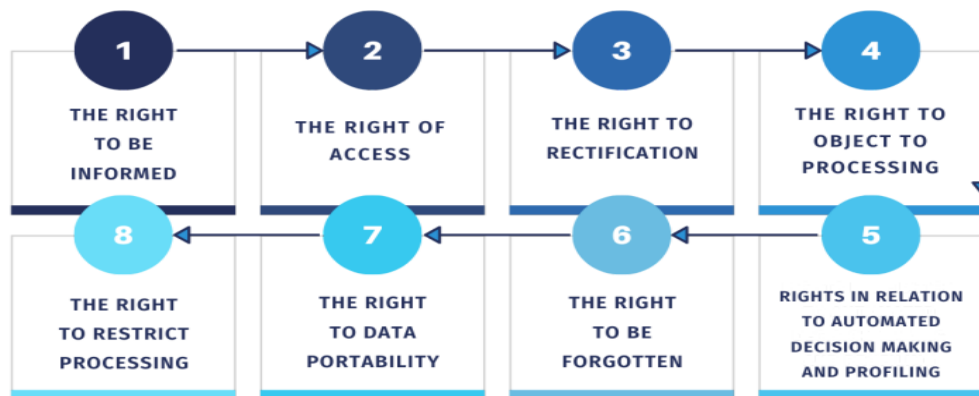 1
THE RIGHT
TO BE
INFORMED
2
THE RIGHT OF
ACCESS
3
THE RIGHT TO
RECTIFICATION
4
THE RIGHT TO
OBJECT TO
PROCESSING
5
RIGHTS IN RELATION
TO AUTOMATED
DECISION MAKING
AND PROFILING
6
THE RIGHT
TO BE
FORGOTTEN
7
THE RIGHT
TO DATA
PORTABILITY
8
THE RIGHT
TO RESTRICT
PROCESSING